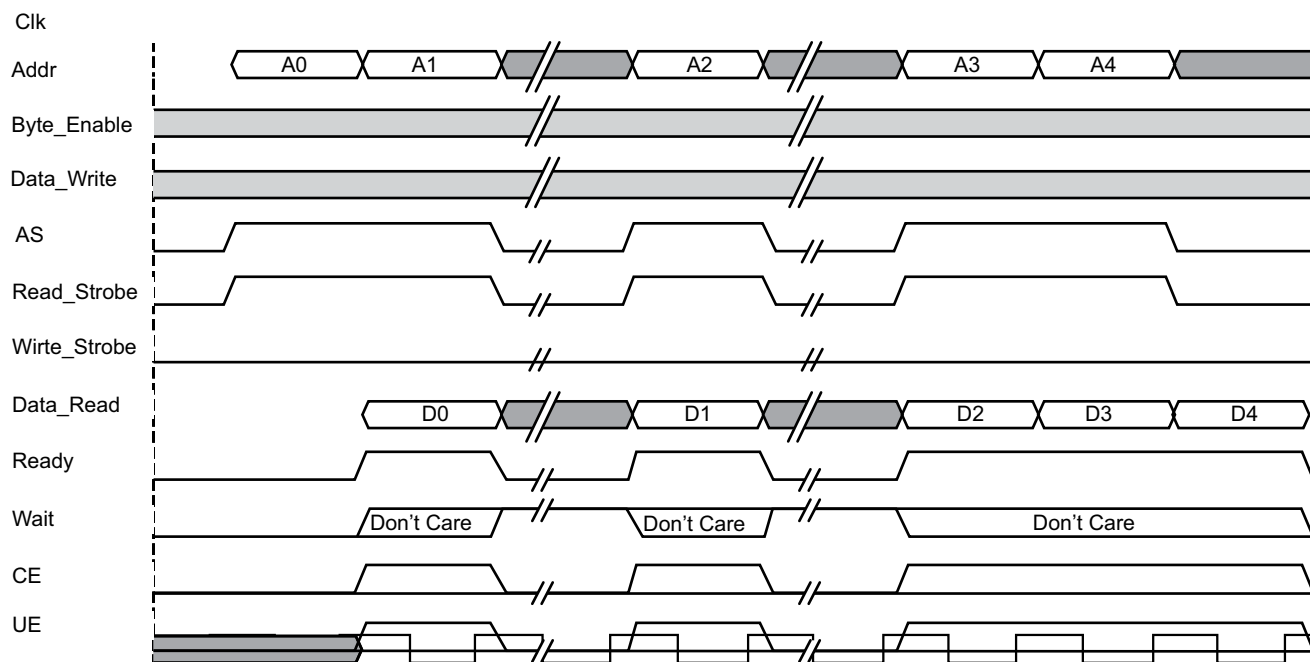 Clk
Addr A0 A1 A2 A3 A4
Byte_Enable
Data_Write
AS
Read_Strobe
Wirte_Strobe
Data_Read D0 D1 D2 D3 D4
Ready
Wait Don't Care Don't Care Don't Care
CE
UE